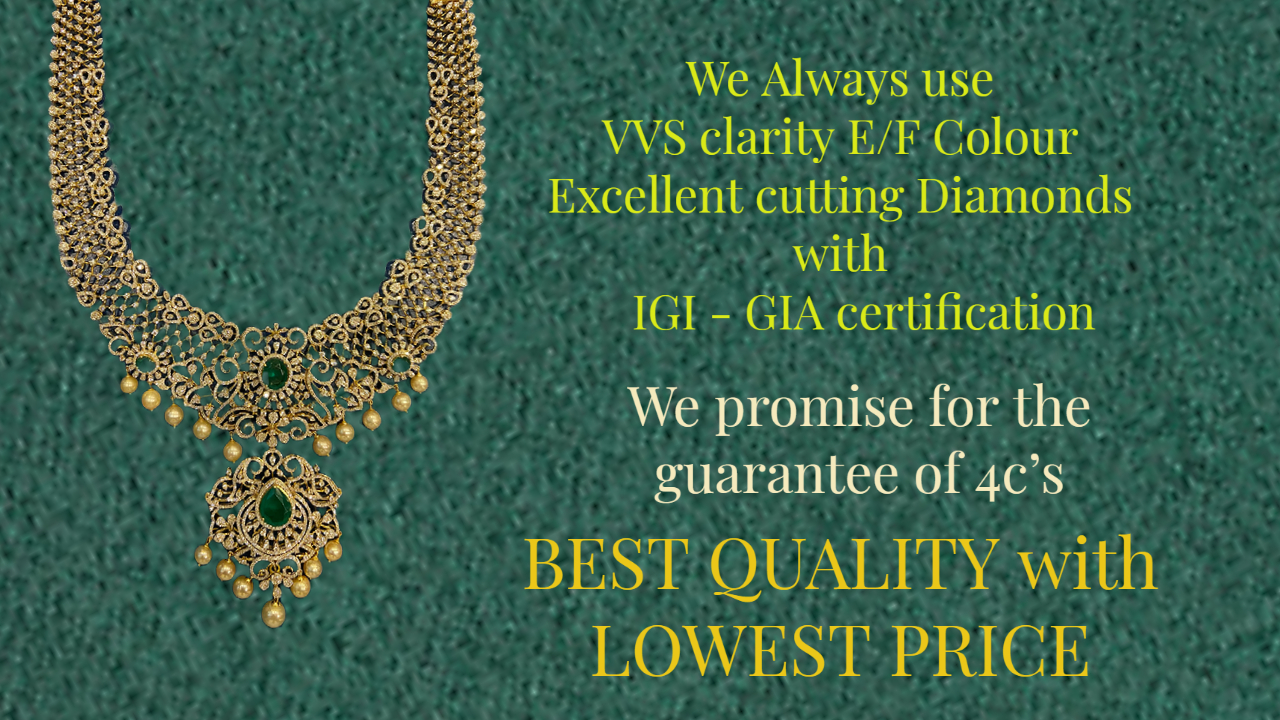 We Always use
VVS clarity E/F Colour
Excellent cutting Diamonds
with
IGI - GIA certification
We promise for the
guarantee of 4c's
BEST QUALITY with
LOWEST PRICE